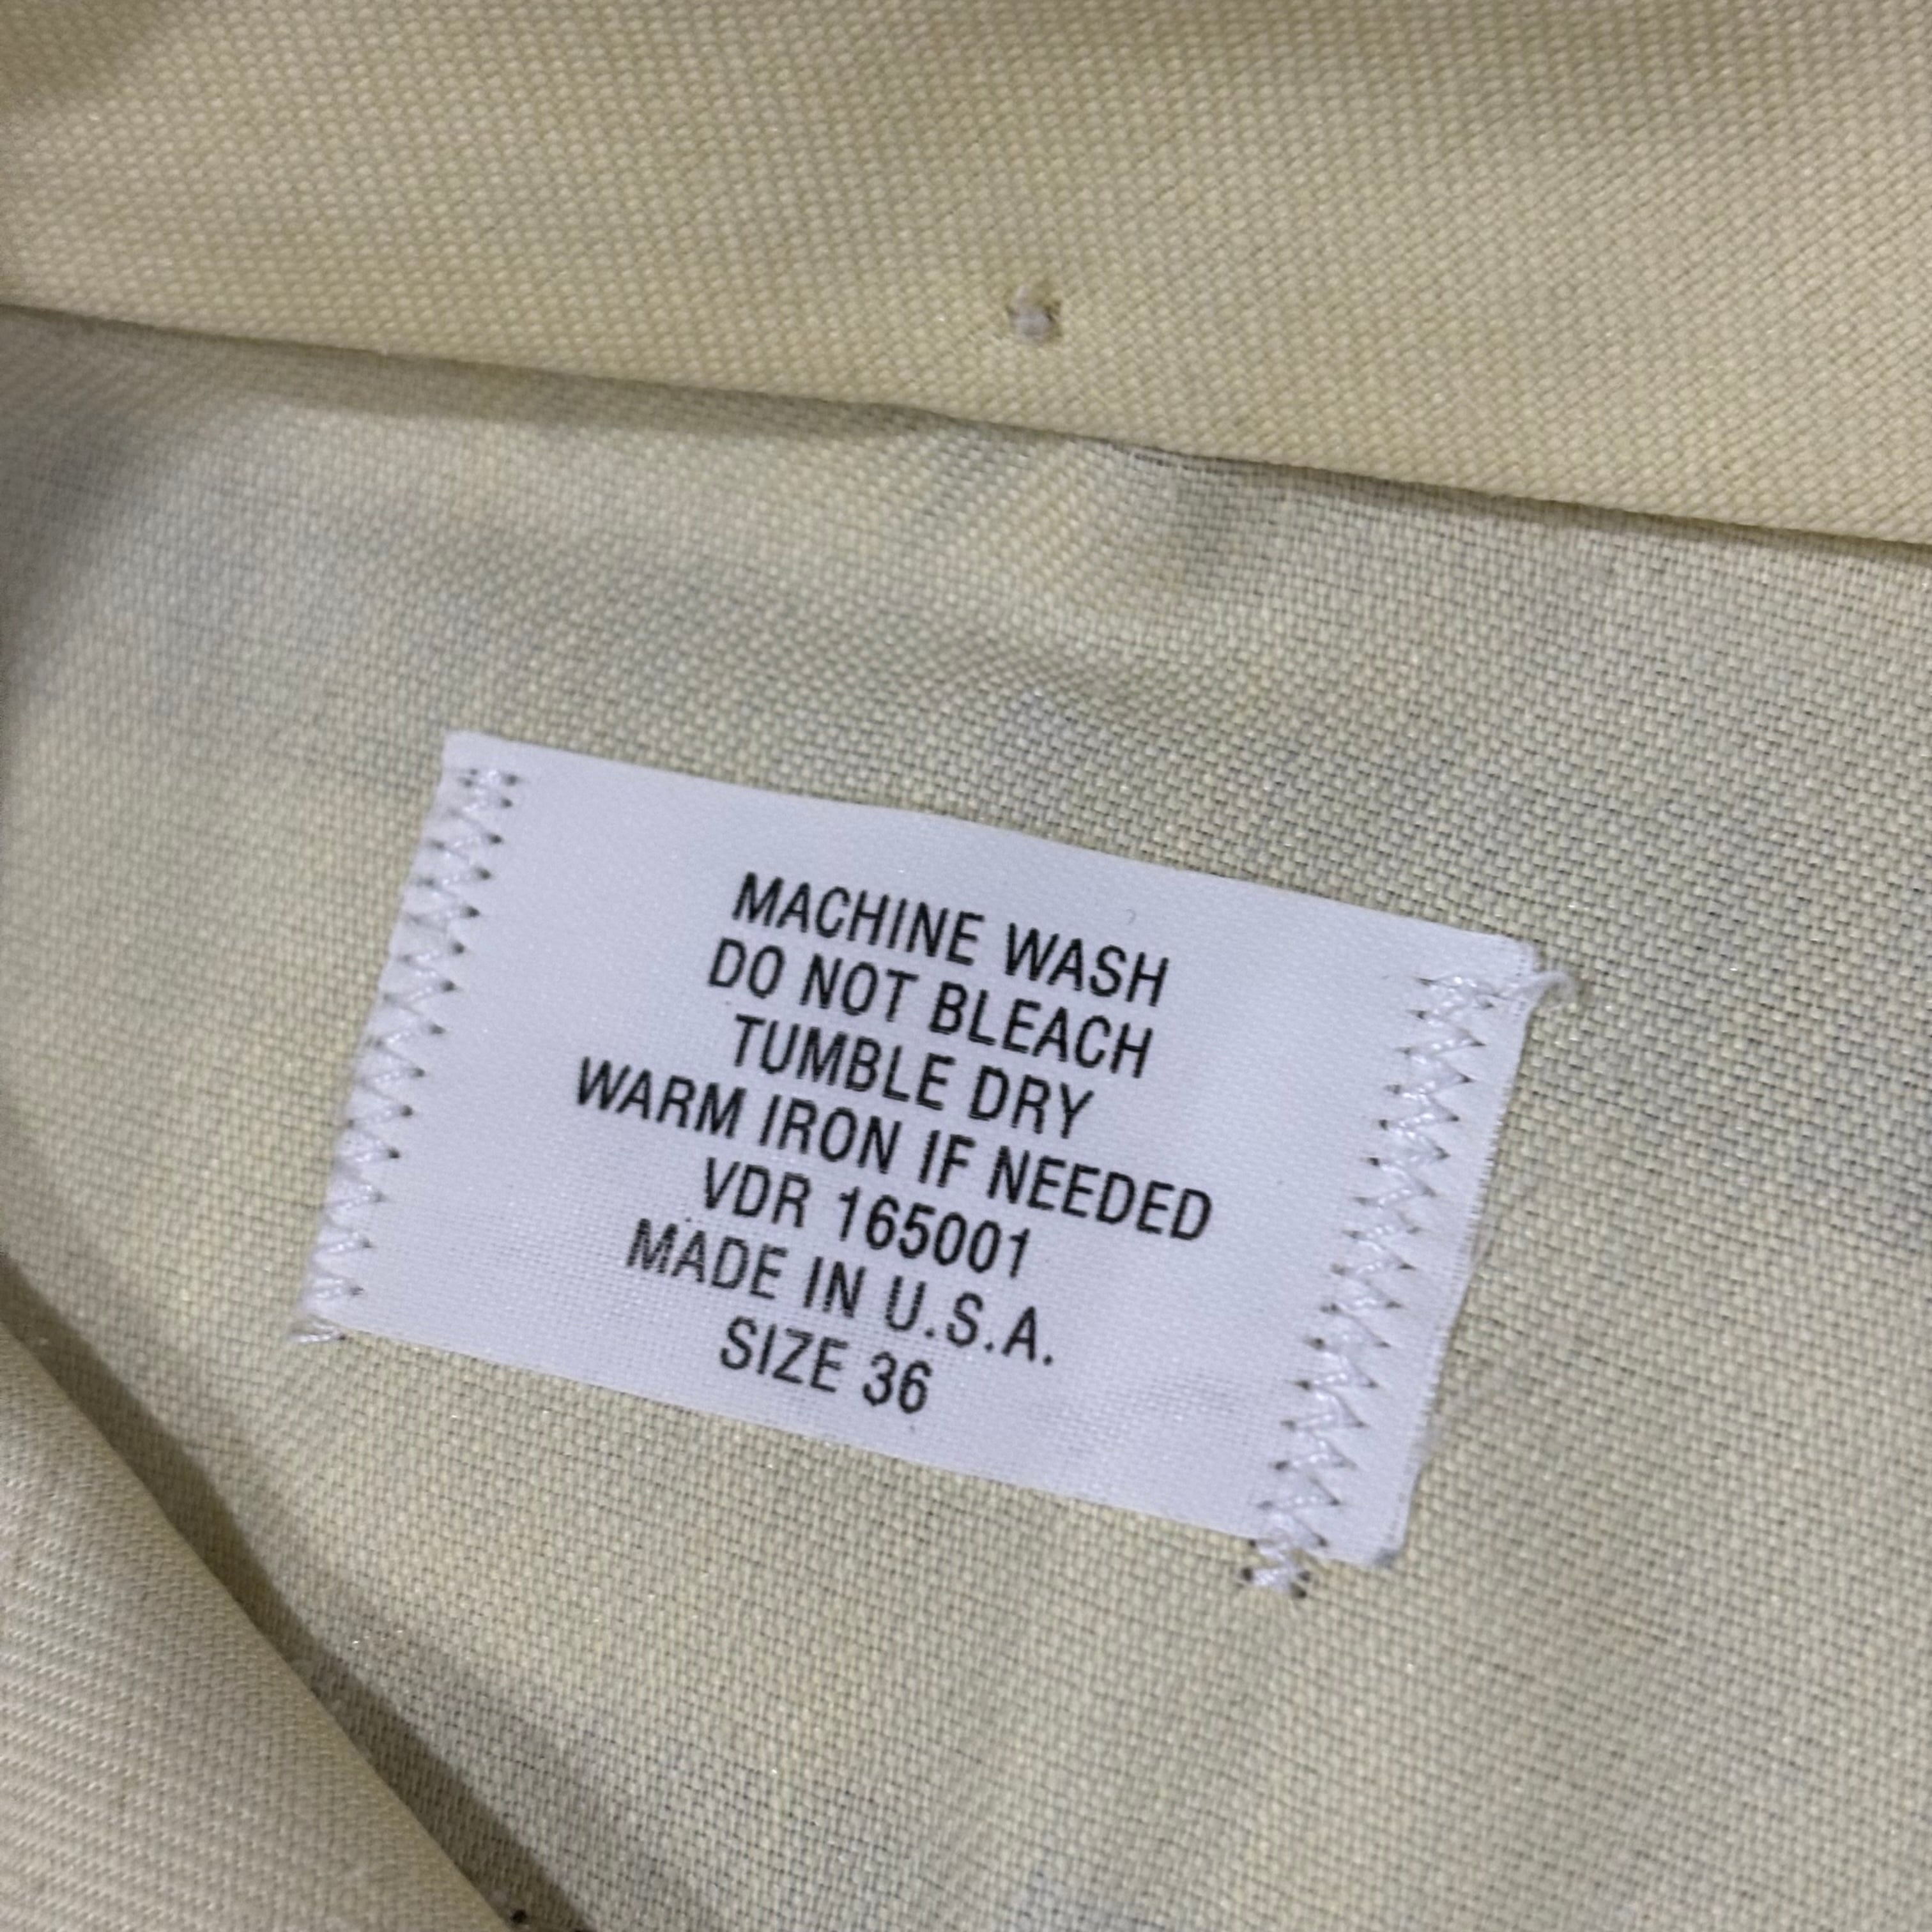 MACHINE WASH
DO NOT BLEACH
TUMBLE DRY
WARM IRON IF NEEDED
VDR 165001
MADE IN U.S.A.
SIZE 36